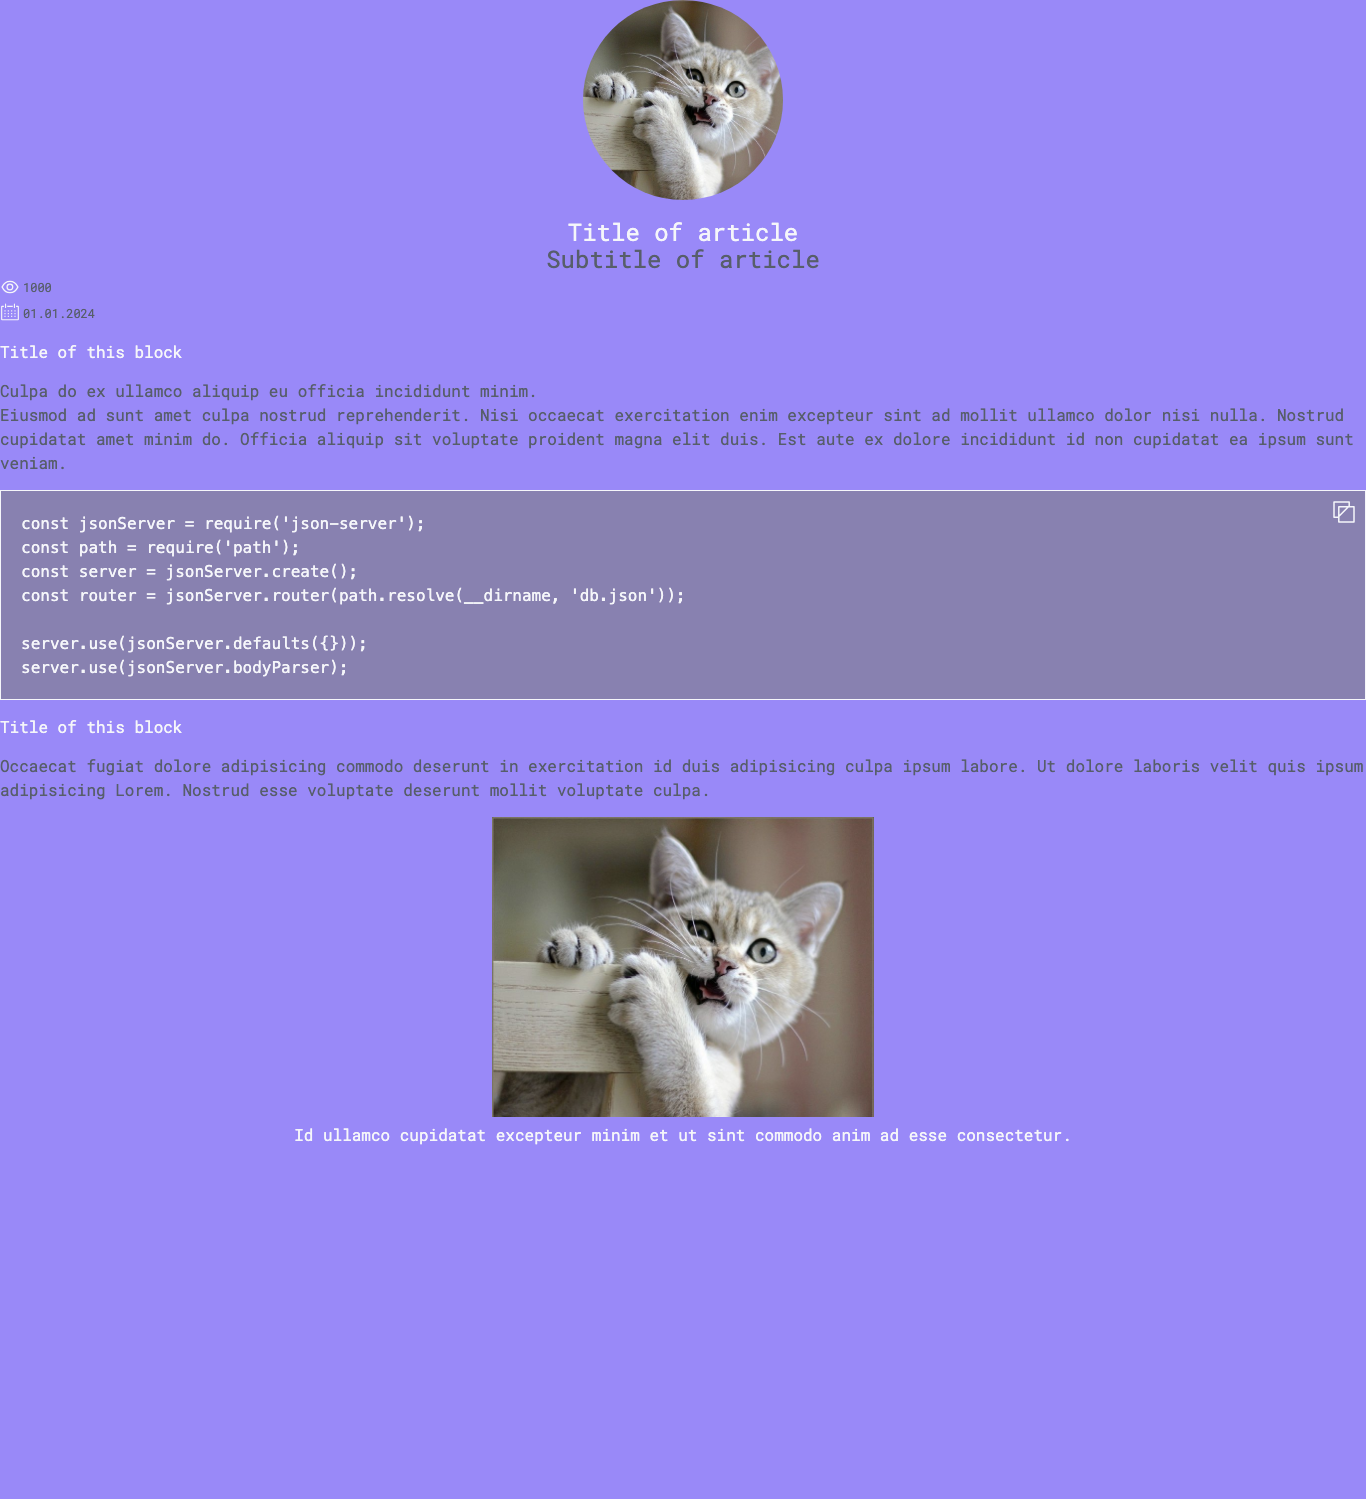 Title of article
Subtitle of article
1000
01.01.2024
Title of this block
Culpa do ex ullamco aliquip eu officia incididunt minim.
Eiusmod ad sunt amet culpa nostrud reprehenderit. Nisi occaecat exercitation enim excepteur sint ad mollit ullamco dolor nisi nulla. Nostrud
cupidatat amet minim do. Officia aliquip sit voluptate proident magna elit duis. Est aute ex dolore incididunt id non cupidatat ea ipsum sunt
veniam.
const jsonServer = require('json-server');
const path = require('path');
const server = jsonServer.create();
const router = jsonServer.router(path.resolve(__dirname, 'db.json'));
server.use(jsonServer.defaults({}));
server.use(jsonServer.bodyParser);
Title of this block
Occaecat fugiat dolore adipisicing commodo deserunt in exercitation id duis adipisicing culpa ipsum labore. Ut dolore laboris velit quis ipsum
adipisicing Lorem. Nostrud esse voluptate deserunt mollit voluptate culpa.
Id ullamco cupidatat excepteur minim et ut sint commodo anim ad esse consectetur.